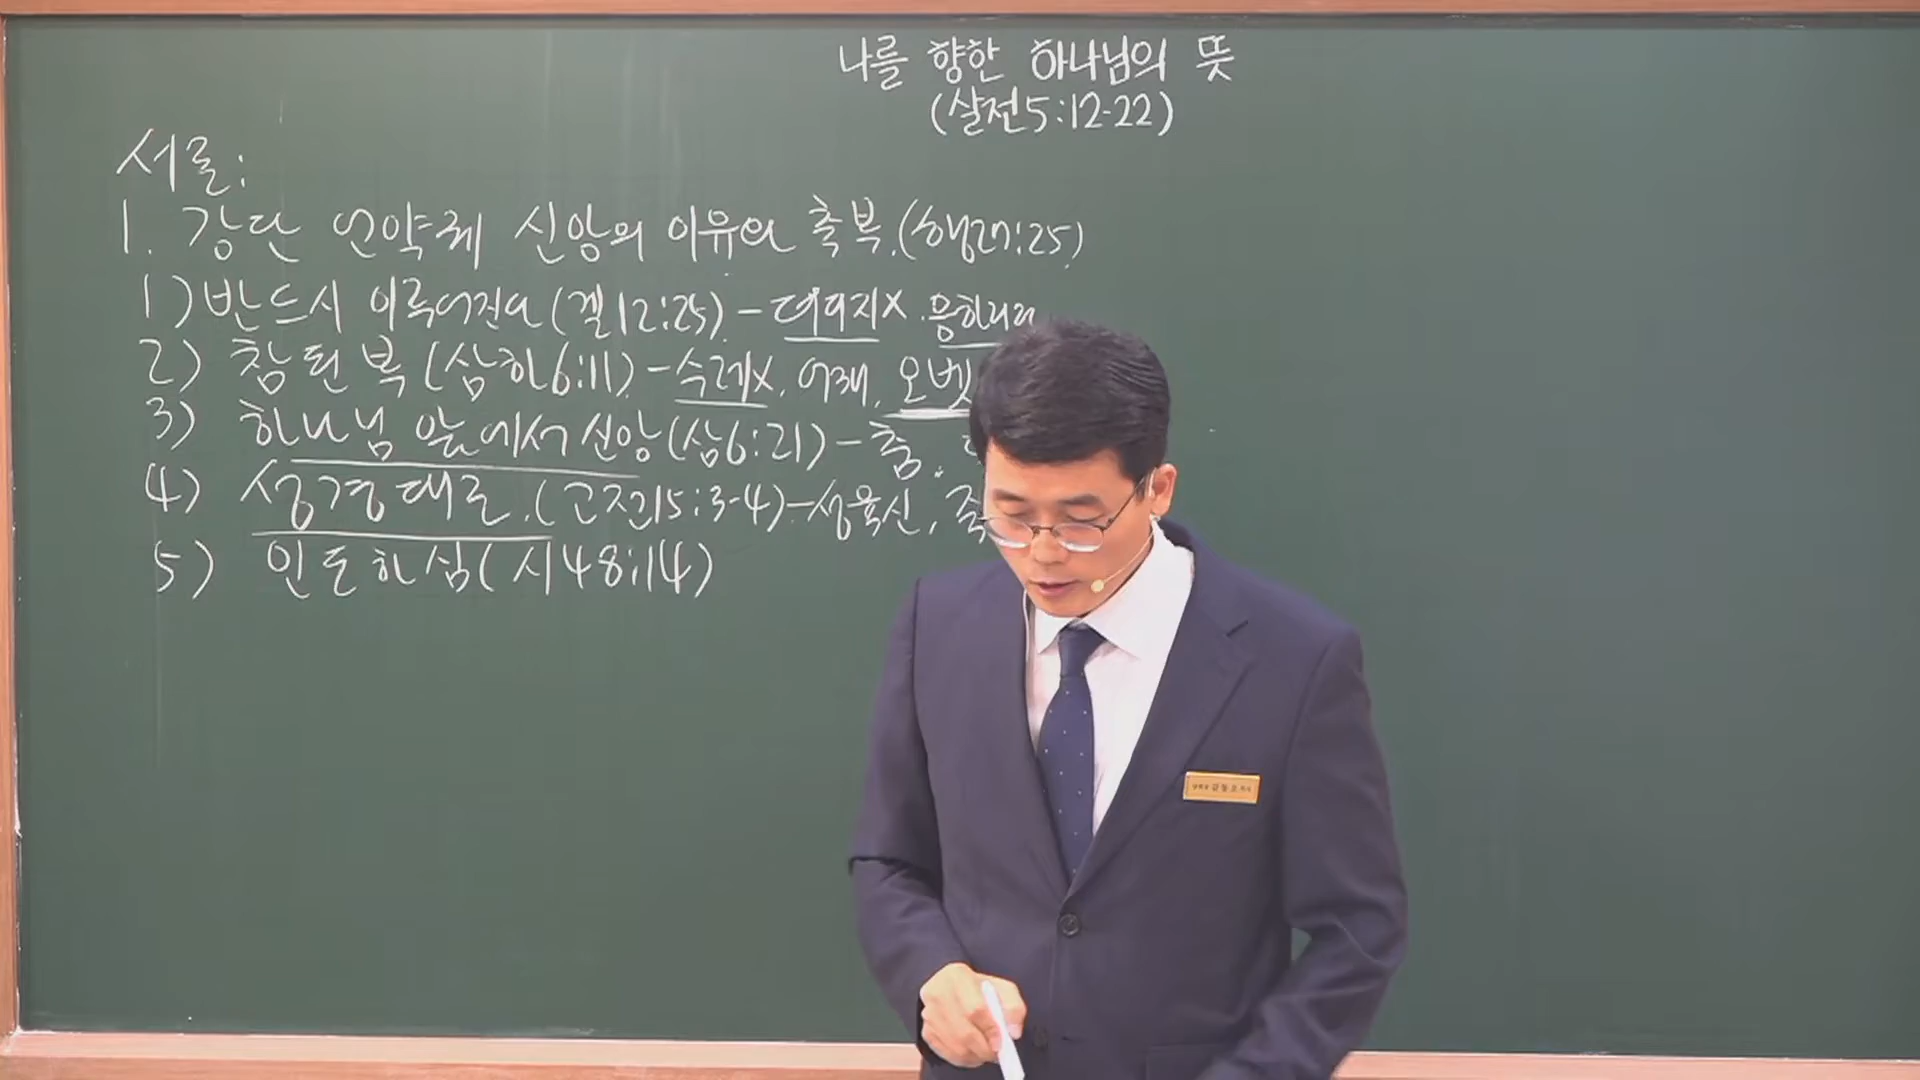 나를 향한 하나님의 뜻
(살전5:12-22)
서론:
1. 강단 언약궤 신앙의 이유와 축복.(행27:25)
1) 반드시 이루어진다 (겔12:25) - 더디지X. 응하리라
2) 참된 복 (삼하6:11) - 수레X, 어깨, 오벧
3) 하나님 앞에서 신앙 (삼6:21) - 춤.
4) 성경대로. (고전15:3-4) - 성육신,
5) 인도하심 (시48:14)